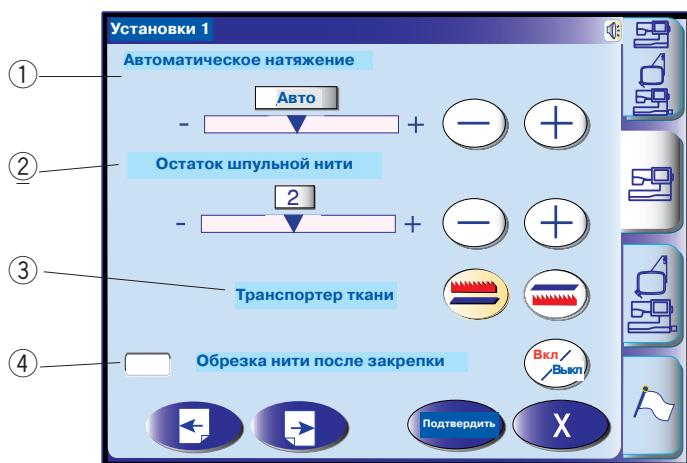 Установки 1
① Автоматическое натяжение
Авто
- +
② Остаток шпульной нити
2
- +
③ Транспортер ткани
④ Обрезка нити после закрепки
Вкл/
/Выкл
Подтвердить X